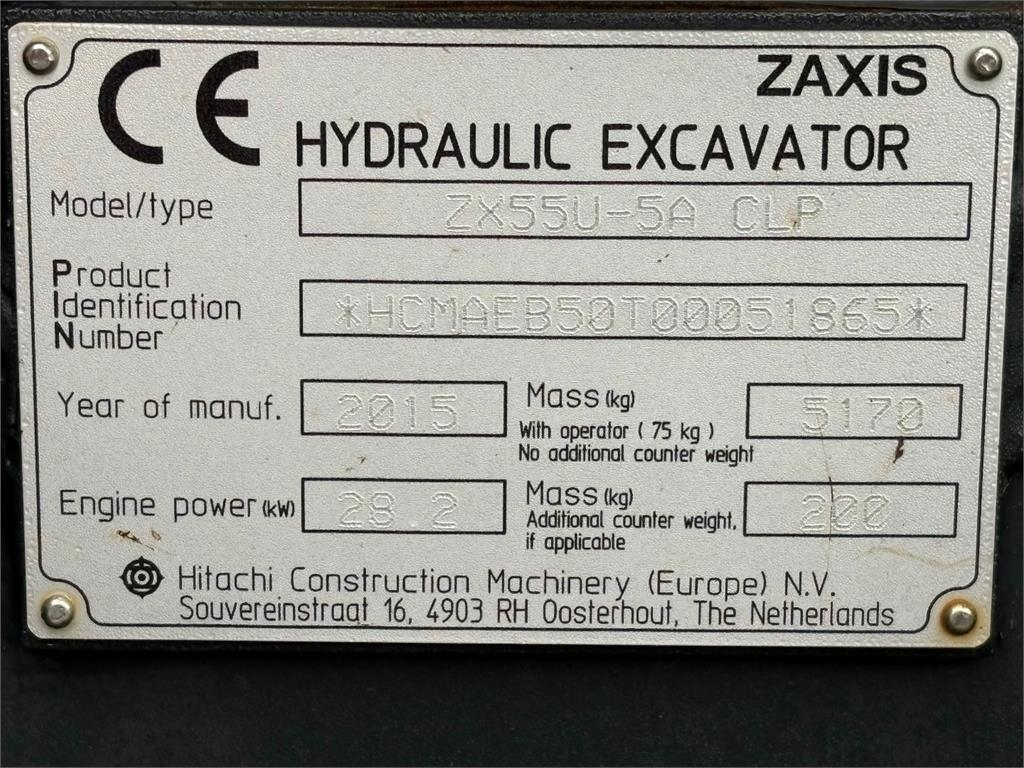 CE ZAXIS
HYDRAULIC EXCAVATOR
Model/type ZX55U-5A CLP
Product
Identification
Number *HCMAEB50T00051865*
Year of manuf. 2015 Mass (kg) 5170
With operator ( 75 kg )
No additional counter weight
Engine power (kW) 28.2 Mass (kg) 200
Additional counter weight,
if applicable
Hitachi Construction Machinery (Europe) N.V.
Souvereinstraat 16, 4903 RH Oosterhout, The Netherlands